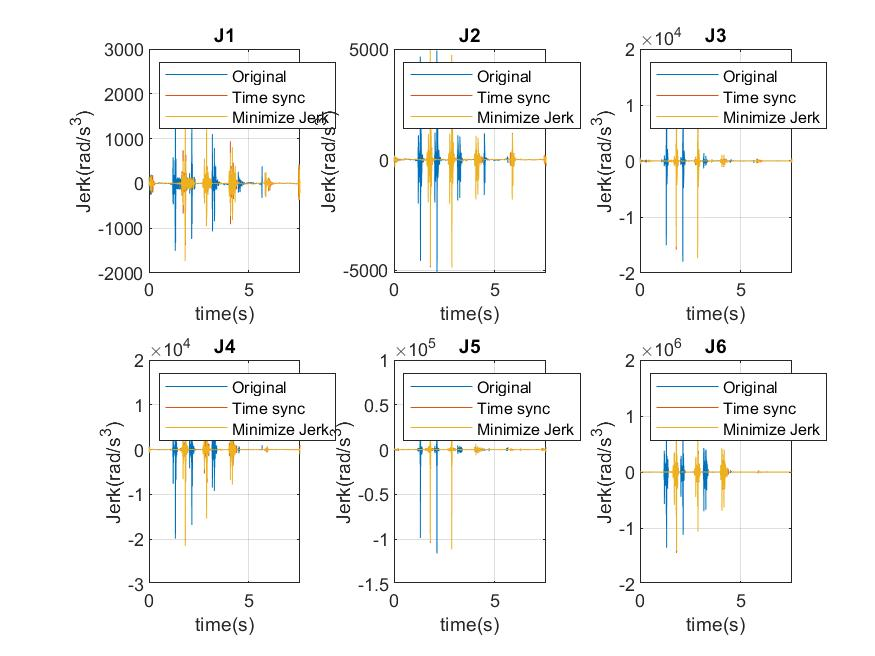 J1
3000
2000
1000
0
-1000
-2000
Jerk(rad/s³)
0 5
time(s)
Original
Time sync
Minimize Jerk
J2
5000
0
-5000
Jerk(rad/s³)
0 5
time(s)
Original
Time sync
Minimize Jerk
J3
×10⁴
2
1
0
-1
-2
Jerk(rad/s³)
0 5
time(s)
Original
Time sync
Minimize Jerk
J4
×10⁴
2
1
0
-1
-2
-3
Jerk(rad/s³)
0 5
time(s)
Original
Time sync
Minimize Jerk
J5
×10⁵
1
0.5
0
-0.5
-1
-1.5
Jerk(rad/s³)
0 5
time(s)
Original
Time sync
Minimize Jerk
J6
×10⁶
2
1
0
-1
-2
Jerk(rad/s³)
0 5
time(s)
Original
Time sync
Minimize Jerk